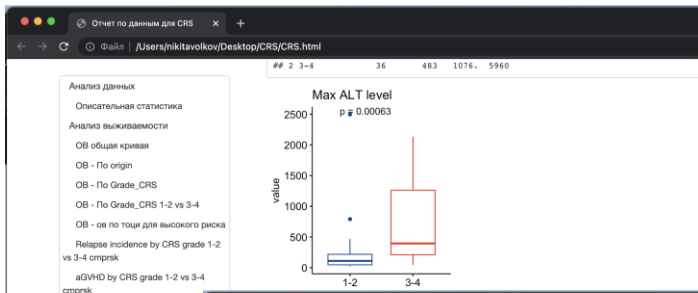 Отчет по данным для CRS
Файл | /Users/nikitavolkov/Desktop/CRS/CRS.html
## 2 3-4 36 483 1076. 5960
Анализ данных
Описательная статистика
Анализ выживаемости
ОВ общая кривая
ОВ - По origin
ОВ - По Grade_CRS
ОВ - По Grade_CRS 1-2 vs 3-4
ОВ - ов по тоци для высокого риска
Relapse incidence by CRS grade 1-2
vs 3-4 cmprsk
aGVHD by CRS grade 1-2 vs 3-4
cmprsk
Max ALT level
p = 0.00063
2500
2000
1500
1000
500
0
value
1-2
3-4